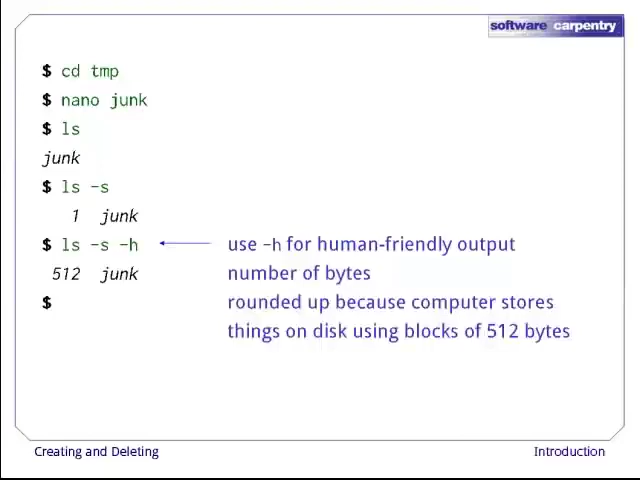 software carpentry
$ cd tmp
$ nano junk
$ ls
junk
$ ls -s
1 junk
$ ls -s -h use -h for human-friendly output
512 junk number of bytes
$ rounded up because computer stores
things on disk using blocks of 512 bytes
Creating and Deleting Introduction